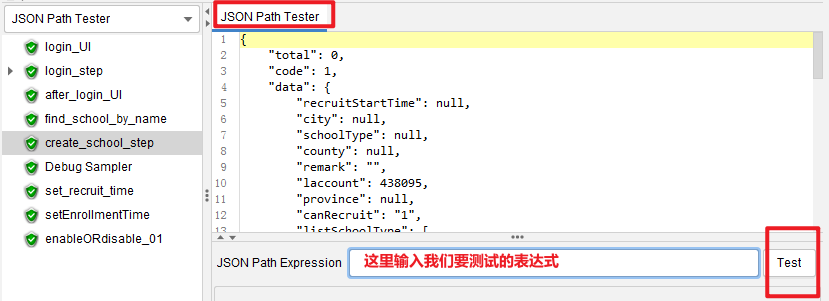 JSON Path Tester
login_UI
login_step
after_login_UI
find_school_by_name
create_school_step
Debug Sampler
set_recruit_time
setEnrollmentTime
enableORdisable_01
JSON Path Tester
1 {
2 "total": 0,
3 "code": 1,
4 "data": {
5 "recruitStartTime": null,
6 "city": null,
7 "schoolType": null,
8 "county": null,
9 "remark": "",
10 "laccount": 438095,
11 "province": null,
12 "canRecruit": "1",
13 "listSchoolType": [
JSON Path Expression 这里输入我们要测试的表达式 Test